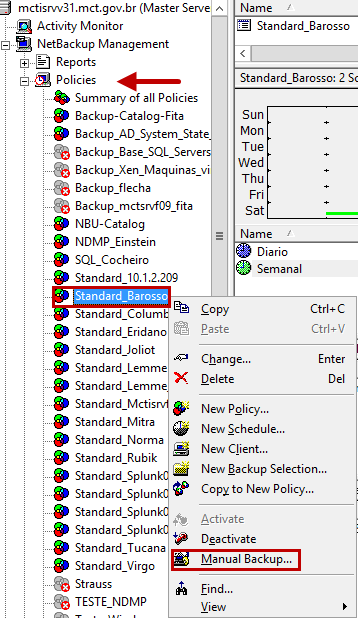 mctisrvv31.mct.gov.br (Master Serve
Activity Monitor
NetBackup Management
Reports
Policies
Summary of all Policies
Backup-Catalog-Fita
Backup_AD_System_State_
Backup_Base_SQL_Servers
Backup_Xen_Maquinas_vi
Backup_flecha
Backup_mctsrvf09_fita
NBU-Catalog
NDMP_Einstein
SQL_Cocheiro
Standard_10.1.2.209
Standard_Barosso
Standard_Columb
Standard_Eridano
Standard_Joliot
Standard_Lemme
Standard_Lemme
Standard_Mctisrvf
Standard_Mitra
Standard_Norma
Standard_Rubik
Standard_Splunk0
Standard_Splunk0
Standard_Splunk0
Standard_Splunk0
Standard_Tucana
Standard_Virgo
Strauss
TESTE_NDMP
Name
Standard_Barosso
Standard_Barosso: 2 Sc
Sun
Mon
Tue
Wed
Thu
Fri
Sat
Name
Diario
Semanal
Copy Ctrl+C
Paste Ctrl+V
Change... Enter
Delete Del
New Policy...
New Schedule...
New Client...
New Backup Selection...
Copy to New Policy...
Activate
Deactivate
Manual Backup...
Find...
View